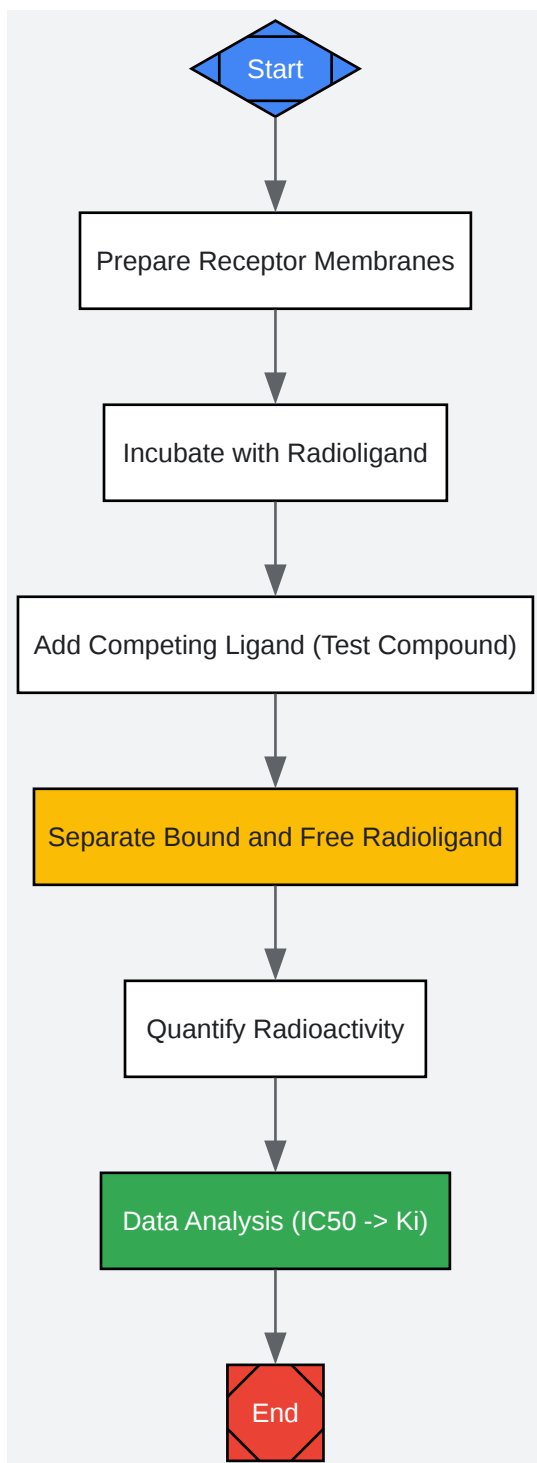 Start
Prepare Receptor Membranes
Incubate with Radioligand
Add Competing Ligand (Test Compound)
Separate Bound and Free Radioligand
Quantify Radioactivity
Data Analysis (IC50 -> Ki)
End